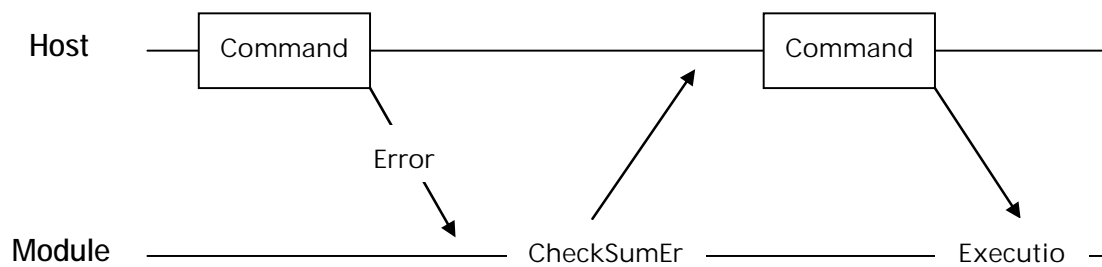 Host
Command
Command
Error
Module
CheckSumEr
Executio